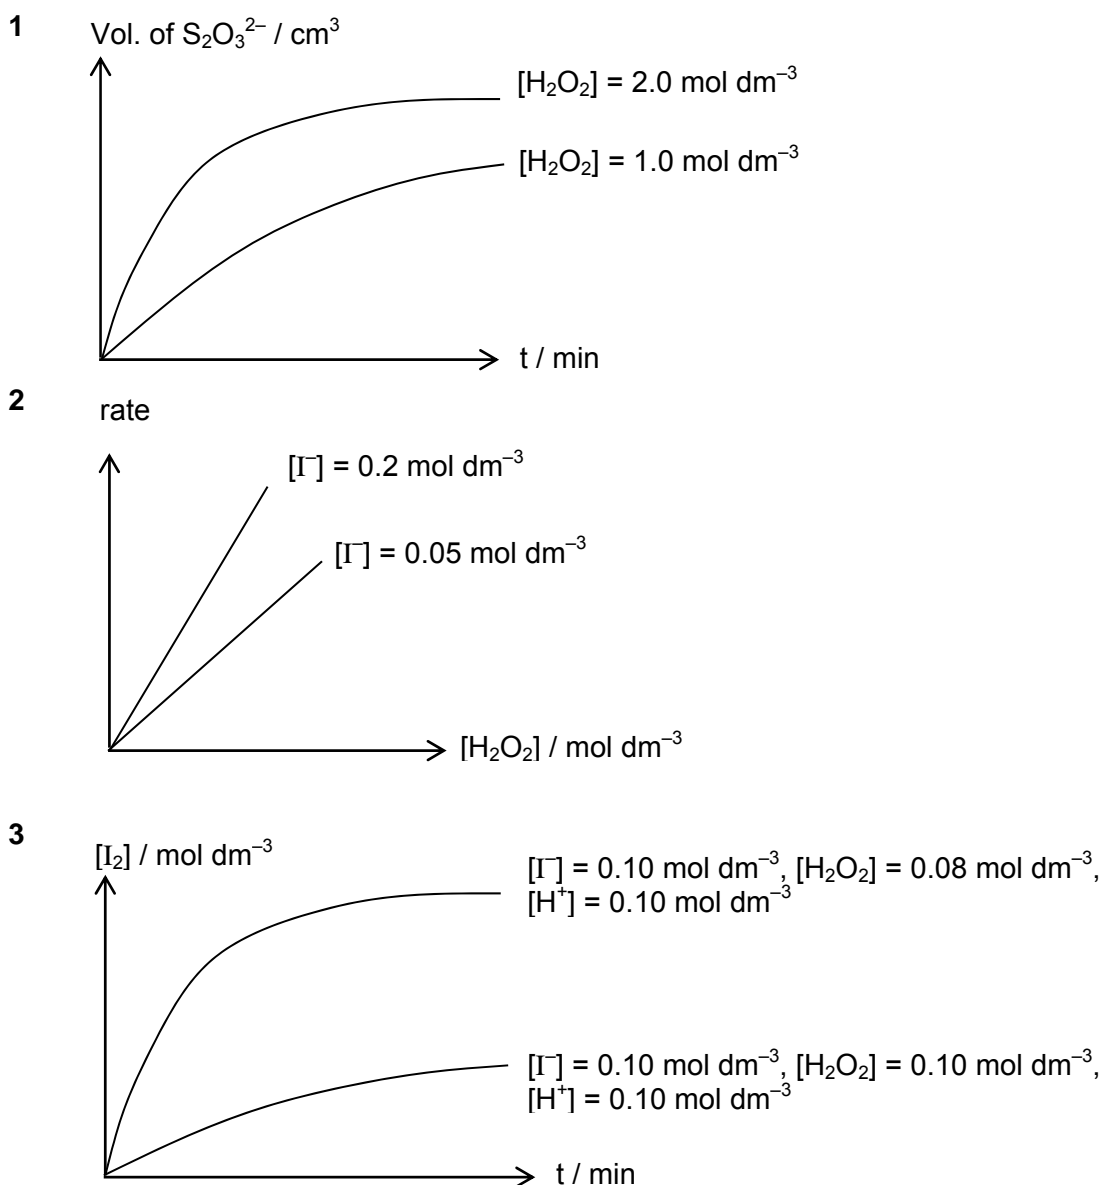 1
Vol. of S₂O₃²⁻ / cm³
[H₂O₂] = 2.0 mol dm⁻³
[H₂O₂] = 1.0 mol dm⁻³
t / min
2
rate
[I⁻] = 0.2 mol dm⁻³
[I⁻] = 0.05 mol dm⁻³
[H₂O₂] / mol dm⁻³
3
[I₂] / mol dm⁻³
[I⁻] = 0.10 mol dm⁻³, [H₂O₂] = 0.08 mol dm⁻³,
[H⁺] = 0.10 mol dm⁻³
[I⁻] = 0.10 mol dm⁻³, [H₂O₂] = 0.10 mol dm⁻³,
[H⁺] = 0.10 mol dm⁻³
t / min